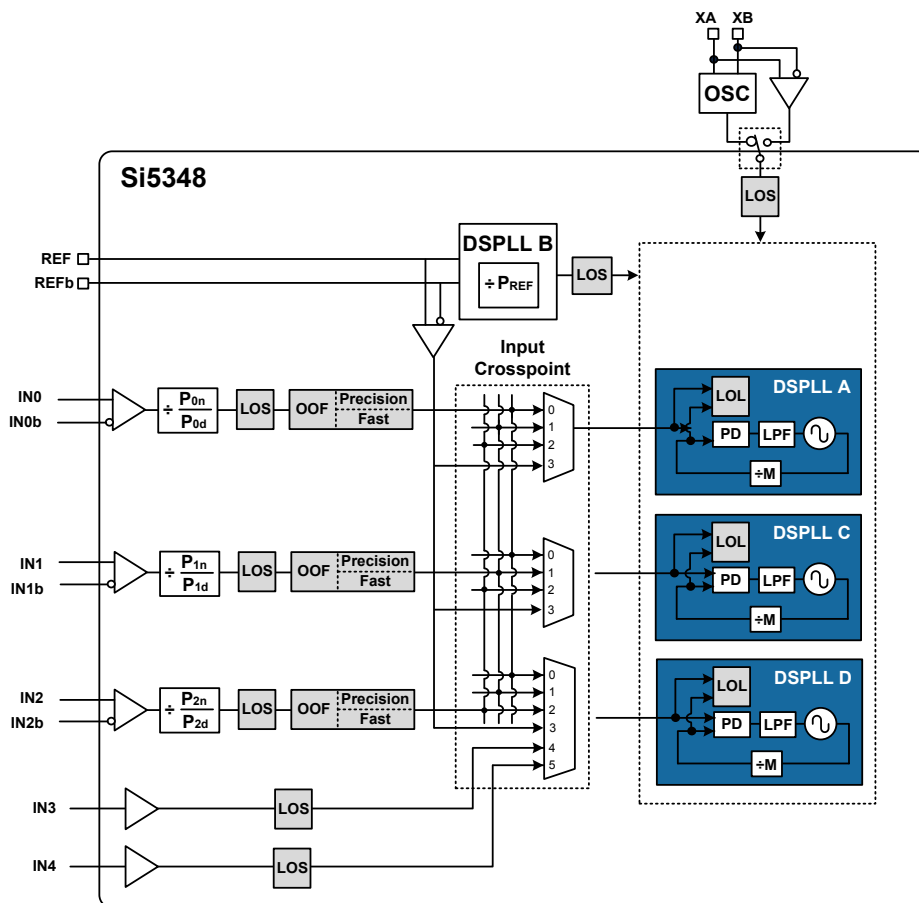 XA XB
OSC
Si5348
LOS
REF
REFb
DSPLL B
÷ PREF
LOS
Input
Crosspoint
IN0
IN0b
÷ P0n
P0d
LOS
OOF
Precision
Fast
0
1
2
3
DSPLL A
LOL
PD
LPF
÷M
IN1
IN1b
÷ P1n
P1d
LOS
OOF
Precision
Fast
0
1
2
3
DSPLL C
LOL
PD
LPF
÷M
IN2
IN2b
÷ P2n
P2d
LOS
OOF
Precision
Fast
0
1
2
3
4
5
DSPLL D
LOL
PD
LPF
÷M
IN3
LOS
IN4
LOS